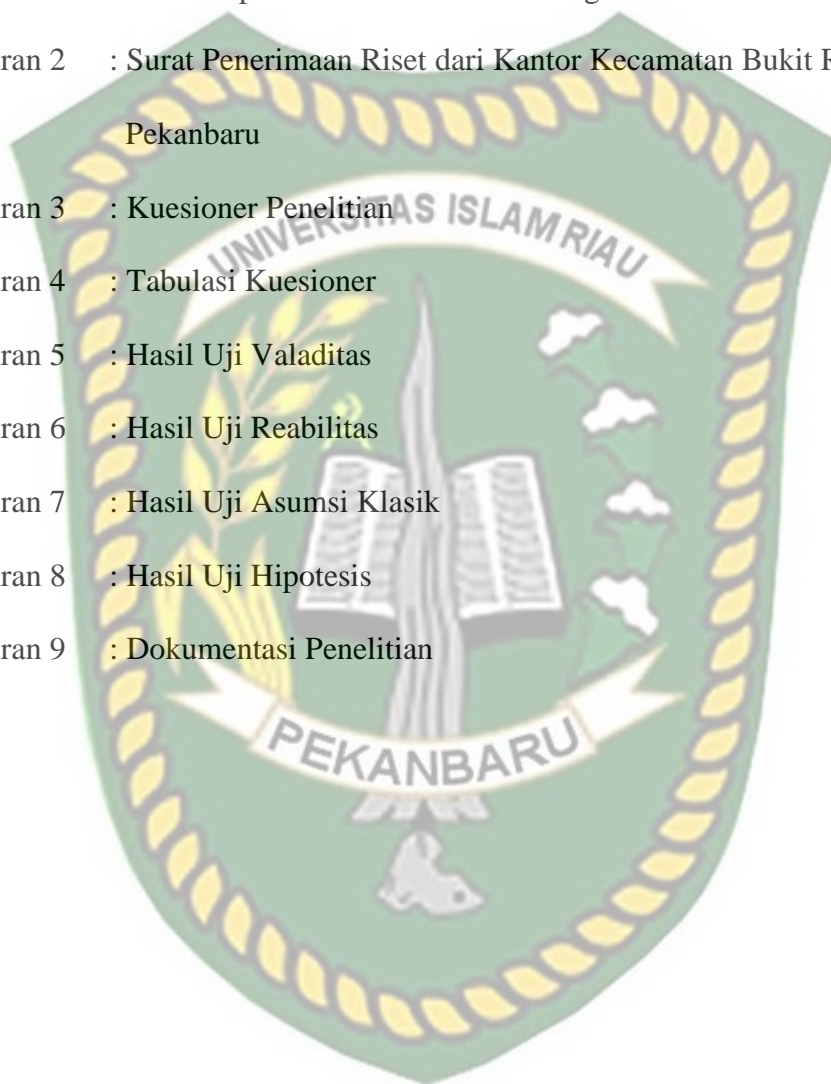 ran 2 : Surat Penerimaan Riset dari Kantor Kecamatan Bukit R
Pekanbaru
ran 3 : Kuesioner Penelitian
ran 4 : Tabulasi Kuesioner
ran 5 : Hasil Uji Valaditas
ran 6 : Hasil Uji Reabilitas
ran 7 : Hasil Uji Asumsi Klasik
ran 8 : Hasil Uji Hipotesis
ran 9 : Dokumentasi Penelitian
UNIVERSITAS ISLAM RIAU
PEKANBARU